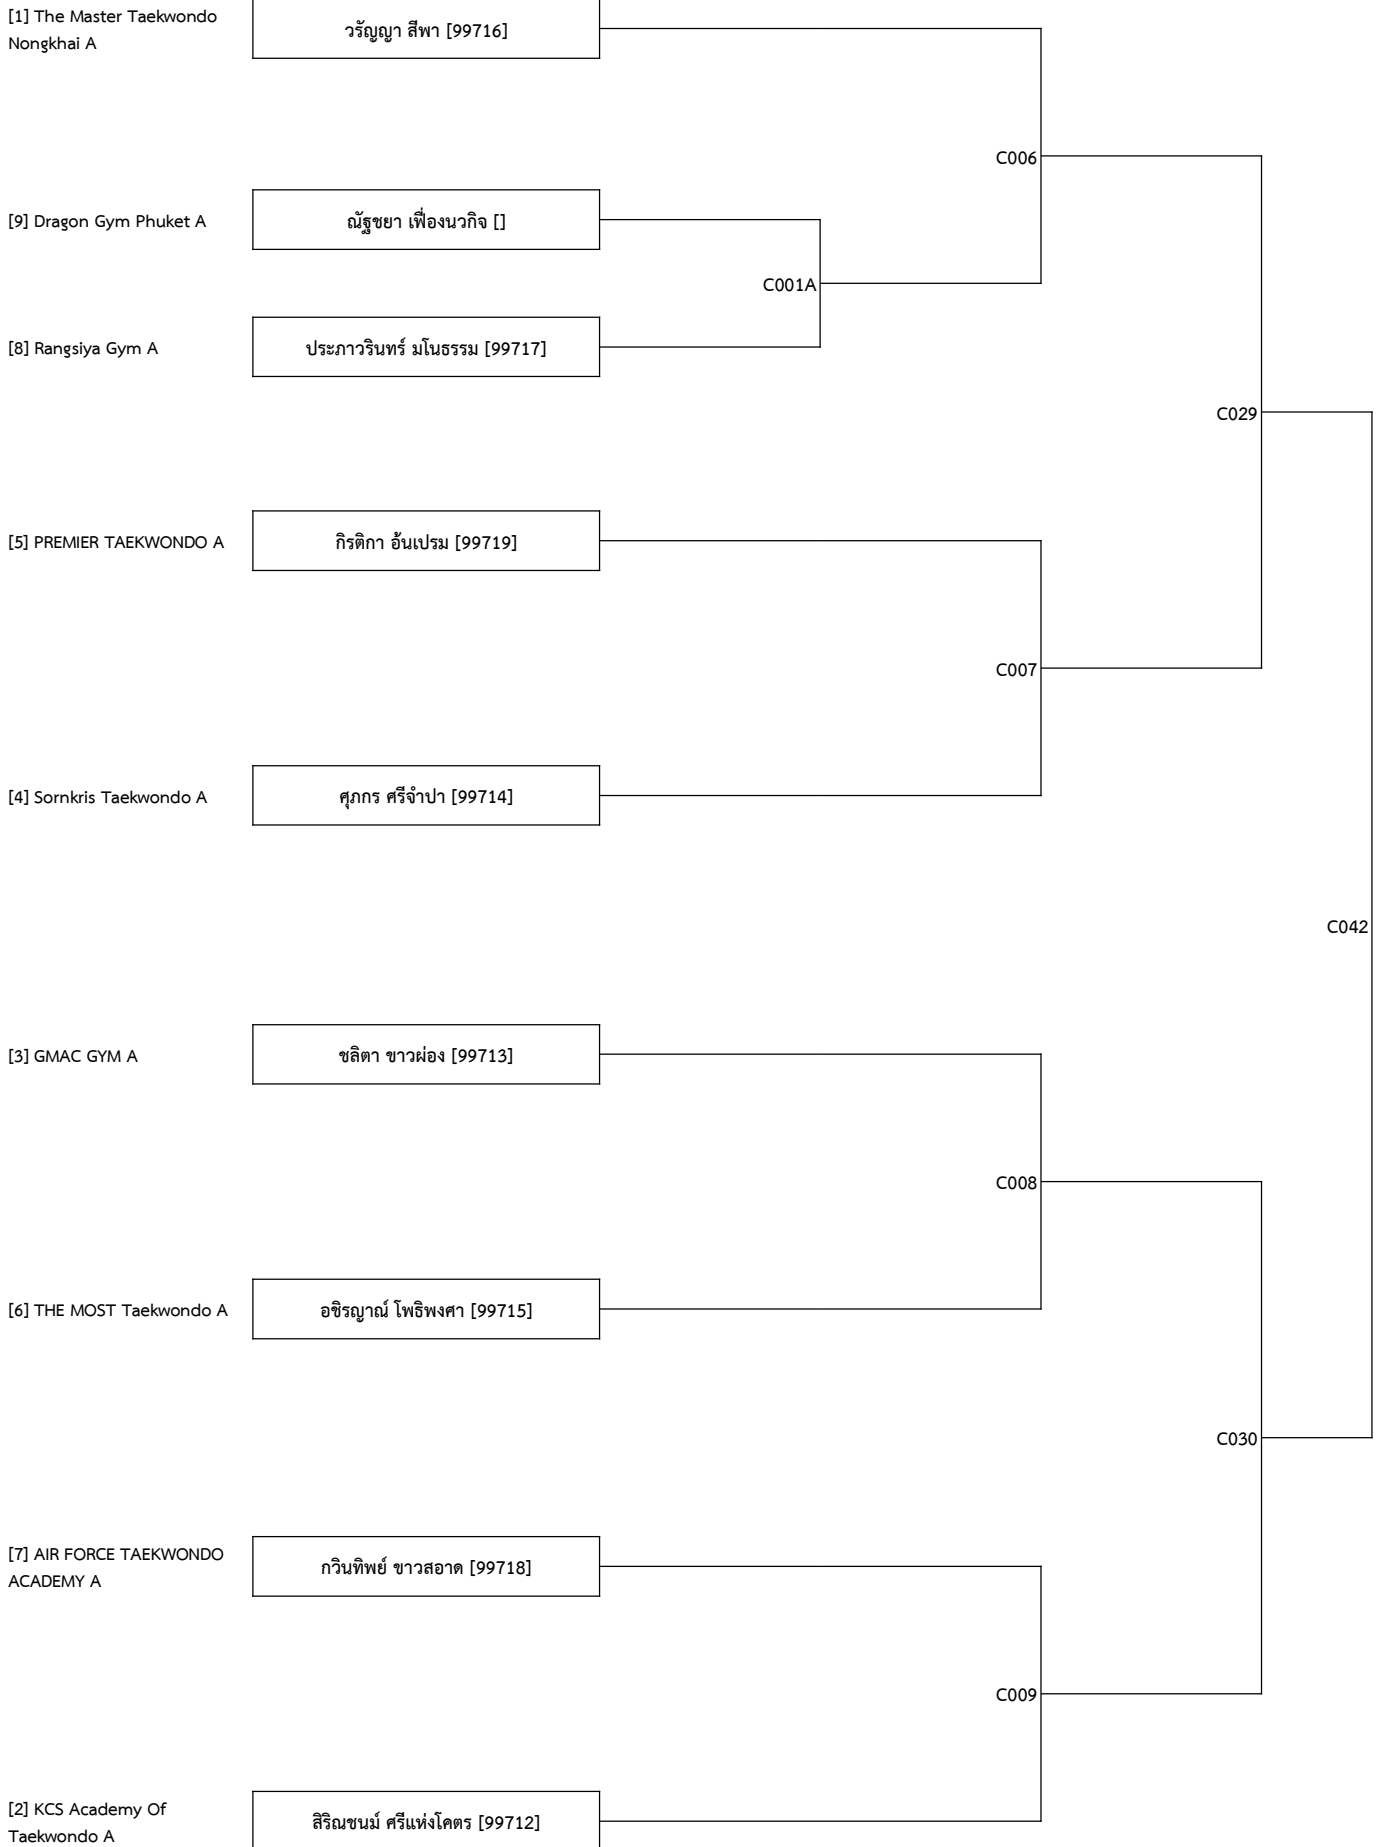 [1] The Master Taekwondo
Nongkhai A
วรัญญา สีพา [99716]
C006
[9] Dragon Gym Phuket A
ณัฐชยา เฟื่องนวกิจ []
C001A
[8] Rangsiya Gym A
ประภาวรินทร์ มโนธรรม [99717]
C029
[5] PREMIER TAEKWONDO A
กิรติกา อ้นเปรม [99719]
C007
[4] Sornkris Taekwondo A
ศุภกร ศรีจำปา [99714]
C042
[3] GMAC GYM A
ชลิตา ขาวผ่อง [99713]
C008
[6] THE MOST Taekwondo A
อชิรญาณ์ โพธิพงศา [99715]
C030
[7] AIR FORCE TAEKWONDO
ACADEMY A
กวินทิพย์ ขาวสอาด [99718]
C009
[2] KCS Academy Of
Taekwondo A
สิริณชนม์ ศรีแห่งโคตร [99712]